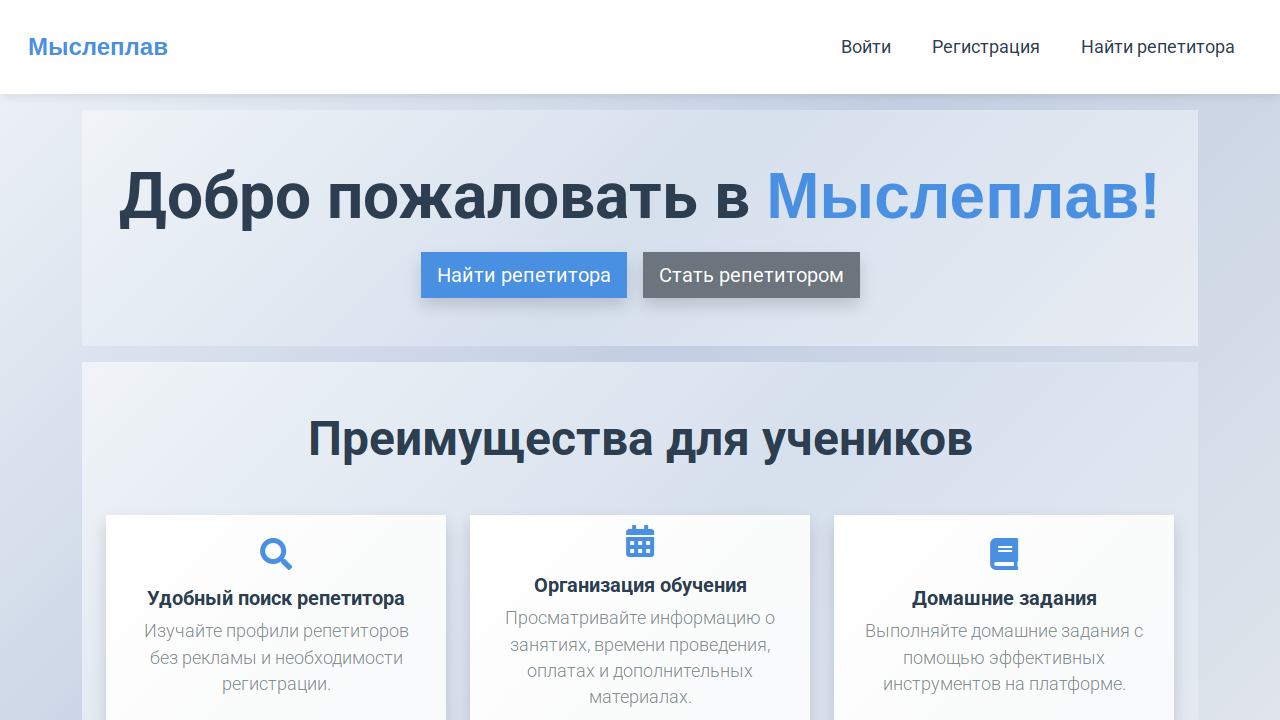 Мыслеплав
Войти
Регистрация
Найти репетитора
Добро пожаловать в Мыслеплав!
Найти репетитора
Стать репетитором
Преимущества для учеников
Удобный поиск репетитора
Изучайте профили репетиторов
без рекламы и необходимости
регистрации.
Организация обучения
Просматривайте информацию о
занятиях, времени проведения,
оплатах и дополнительных
материалах.
Домашние задания
Выполняйте домашние задания с
помощью эффективных
инструментов на платформе.